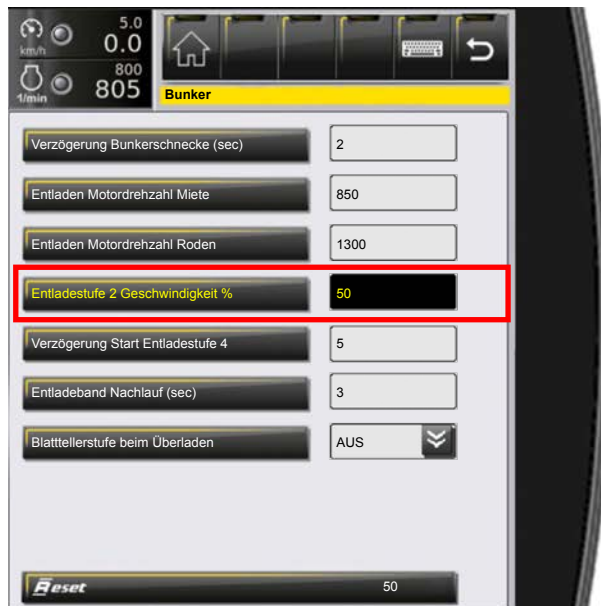 5.0
km/h 0.0
800
1/min 805
Bunker
Verzögerung Bunkerschnecke (sec) 2
Entladen Motordrehzahl Miete 850
Entladen Motordrehzahl Roden 1300
Entladestufe 2 Geschwindigkeit % 50
Verzögerung Start Entladestufe 4 5
Entladeband Nachlauf (sec) 3
Blatttellerstufe beim Überladen AUS
Reset 50